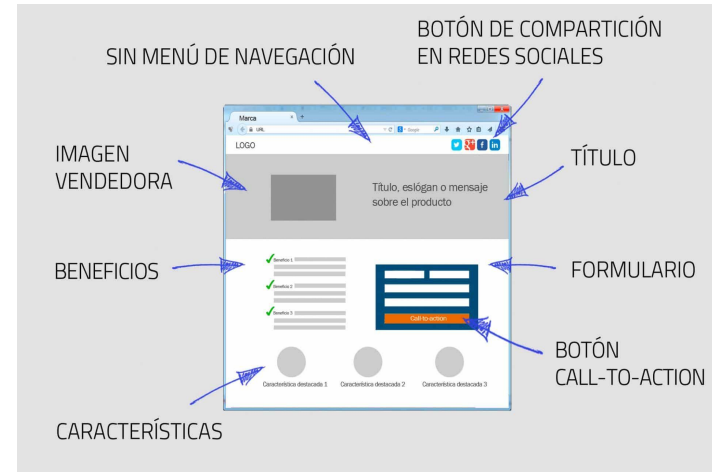 BOTÓN DE COMPARTICIÓN
EN REDES SOCIALES
SIN MENÚ DE NAVEGACIÓN
Marca
URL
Google
LOGO
IMAGEN
VENDEDORA
TÍTULO
Título, eslógan o mensaje
sobre el producto
BENEFICIOS
Beneficio 1
Beneficio 2
Beneficio 3
FORMULARIO
Call-to-action
BOTÓN
CALL-TO-ACTION
Característica destacada 1
Característica destacada 2
Característica destacada 3
CARACTERÍSTICAS